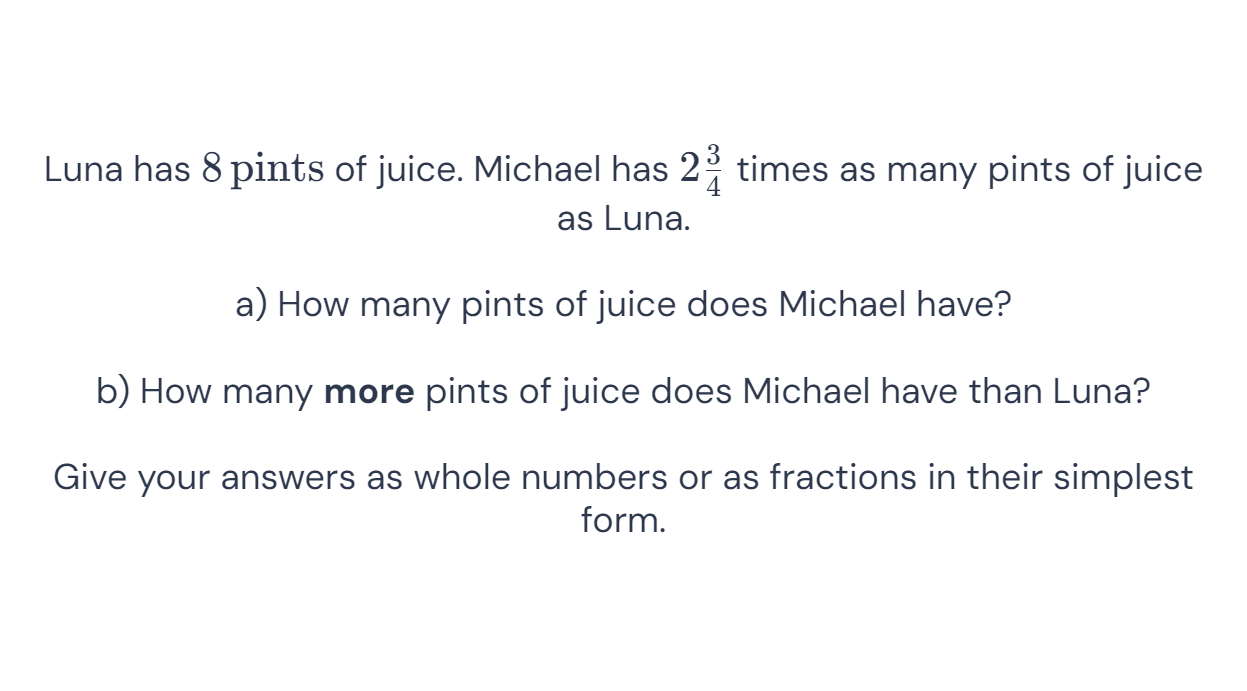 Luna has 8 pints of juice. Michael has 2 3/4 times as many pints of juice
as Luna.
a) How many pints of juice does Michael have?
b) How many more pints of juice does Michael have than Luna?
Give your answers as whole numbers or as fractions in their simplest
form.